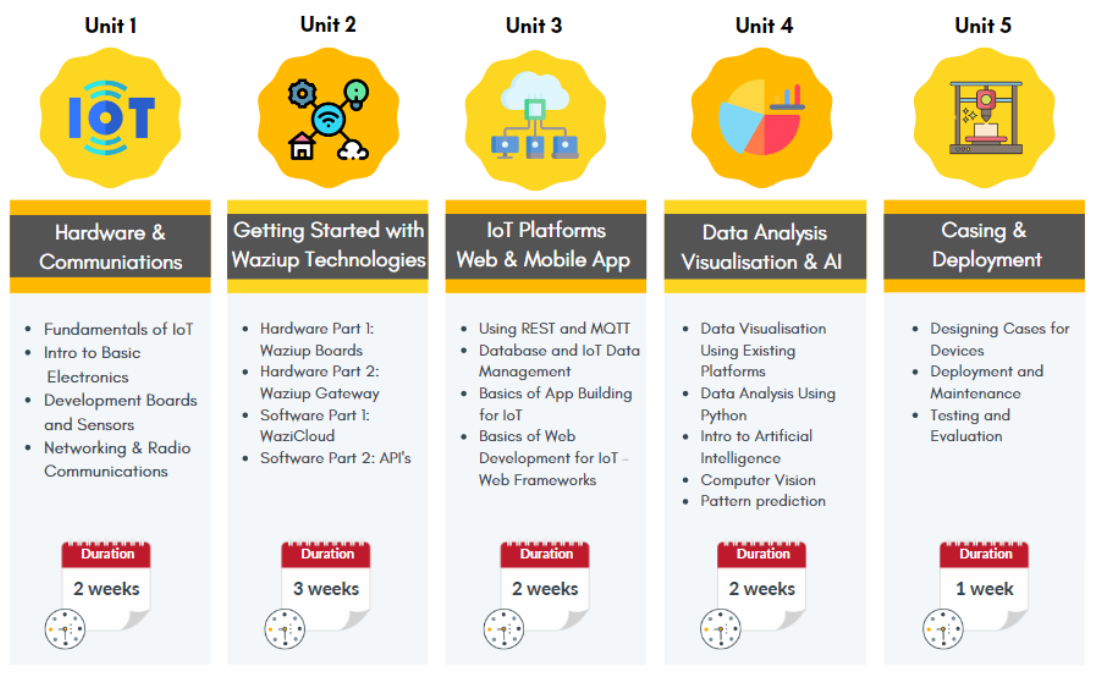 Unit 1
IoT
Hardware &
Communiations
• Fundamentals of IoT
• Intro to Basic
Electronics
• Development Boards
and Sensors
• Networking & Radio
Communications
Duration
2 weeks
Unit 2
Getting Started with
Waziup Technologies
• Hardware Part 1:
Waziup Boards
• Hardware Part 2:
Waziup Gateway
• Software Part 1:
WaziCloud
• Software Part 2: API's
Duration
3 weeks
Unit 3
IoT Platforms
Web & Mobile App
• Using REST and MQTT
• Database and IoT Data
Management
• Basics of App Building
for IoT
• Basics of Web
Development for IoT -
Web Frameworks
Duration
2 weeks
Unit 4
Data Analysis
Visualisation & AI
• Data Visualisation
Using Existing
Platforms
• Data Analysis Using
Python
• Intro to Artificial
Intelligence
• Computer Vision
• Pattern prediction
Duration
2 weeks
Unit 5
Casing &
Deployment
• Designing Cases for
Devices
• Deployment and
Maintenance
• Testing and
Evaluation
Duration
1 week